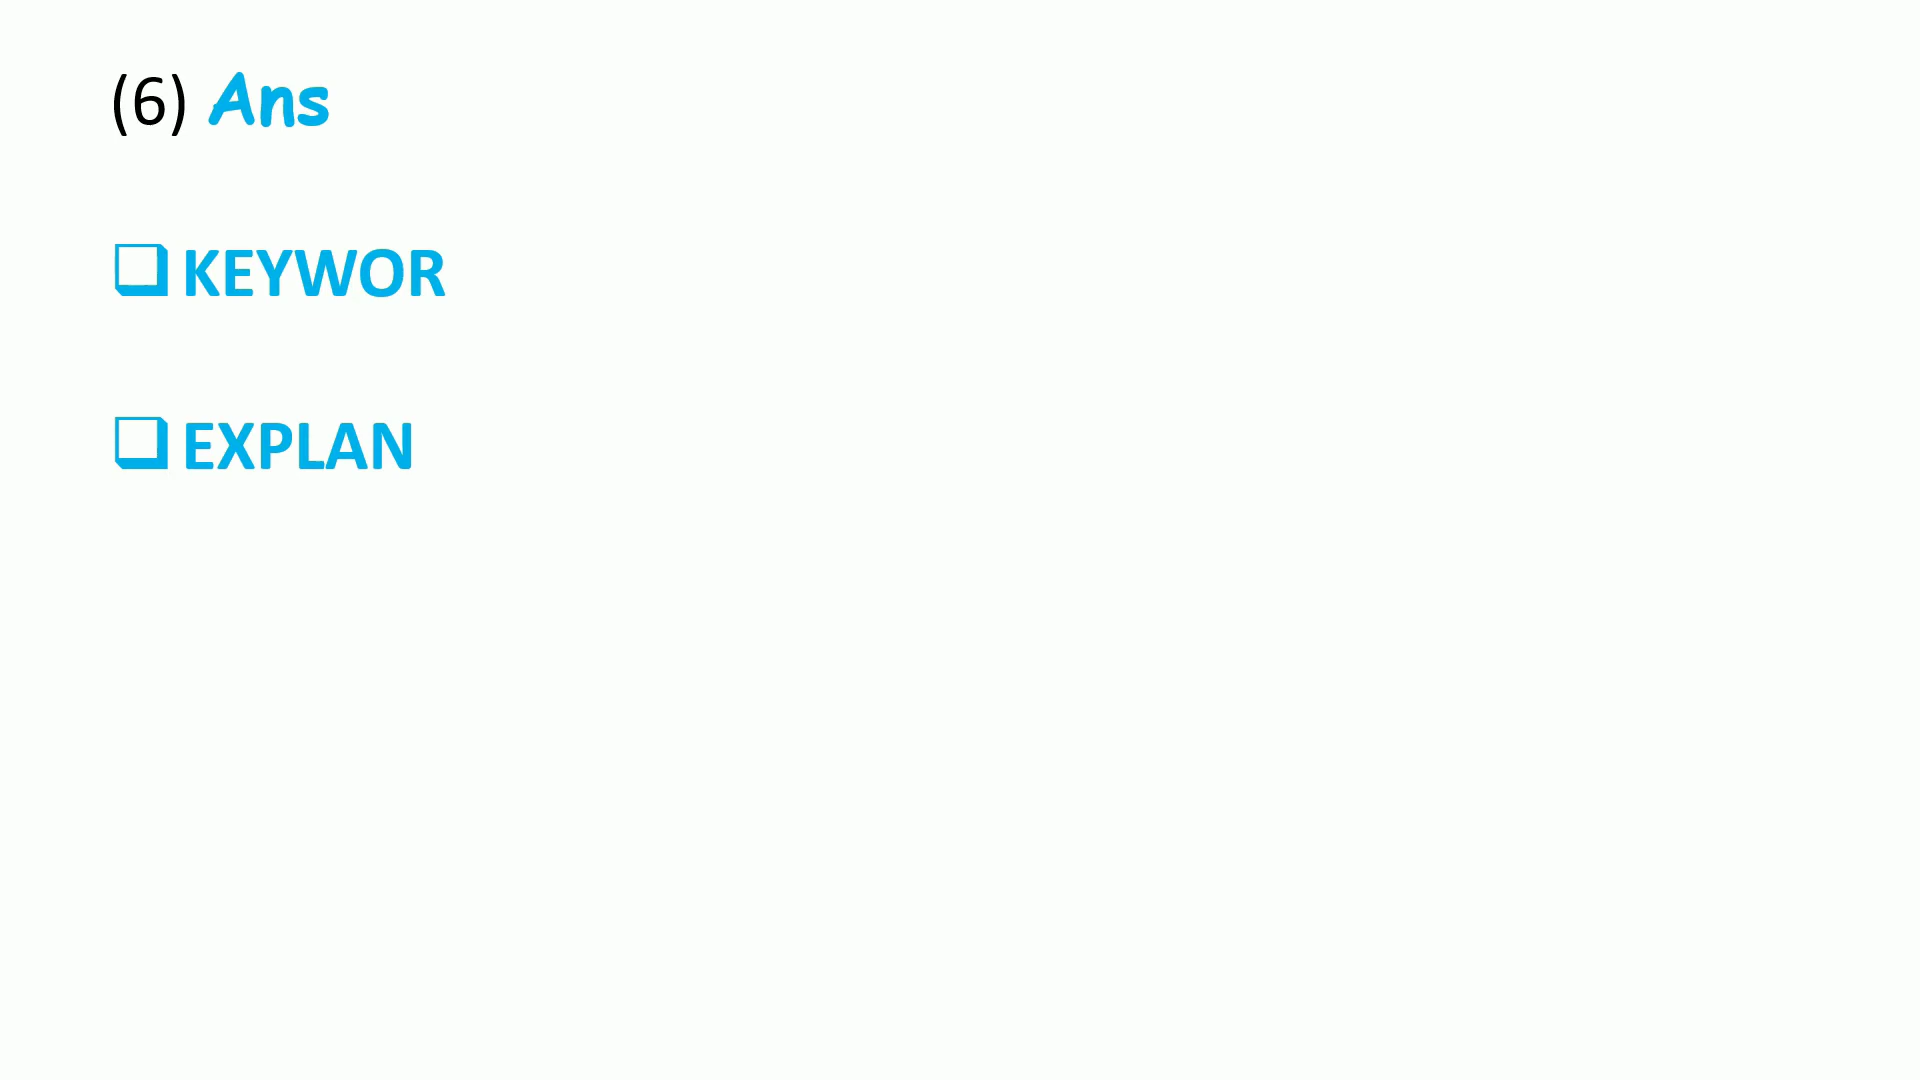 (6) Ans
❑ KEYWOR
❑ EXPLAN